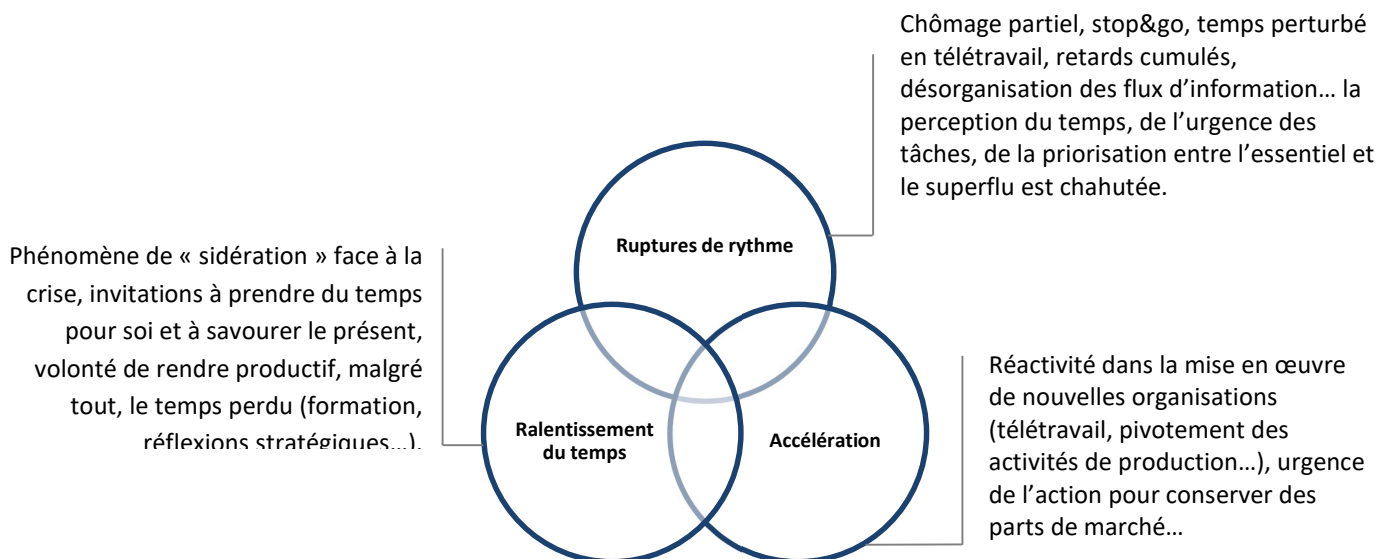 Chômage partiel, stop&go, temps perturbé
en télétravail, retards cumulés,
désorganisation des flux d’information… la
perception du temps, de l’urgence des
tâches, de la priorisation entre l’essentiel et
le superflu est chahutée.
Ruptures de rythme
Phénomène de « sidération » face à la
crise, invitations à prendre du temps
pour soi et à savourer le présent,
volonté de rendre productif, malgré
tout, le temps perdu (formation,
réflexions stratégiques…).
Ralentissement
du temps
Accélération
Réactivité dans la mise en œuvre
de nouvelles organisations
(télétravail, pivotement des
activités de production…), urgence
de l’action pour conserver des
parts de marché…